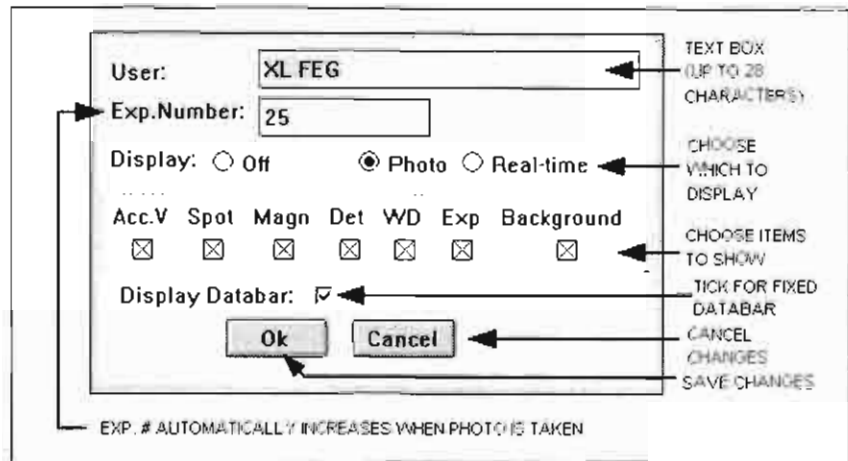 User: XL FEG
TEXT BOX
(UP TO 28
CHARACTERS)
Exp.Number: 25
Display: Off Photo Real-time
CHOOSE
WHICH TO
DISPLAY
Acc.V Spot Magn Det WD Exp Background
CHOOSE ITEMS
TO SHOW
Display Databar:
TICK FOR FIXED
DATABAR
Ok Cancel
CANCEL
CHANGES
SAVE CHANGES
EXP. # AUTOMATICALLY INCREASES WHEN PHOTO IS TAKEN